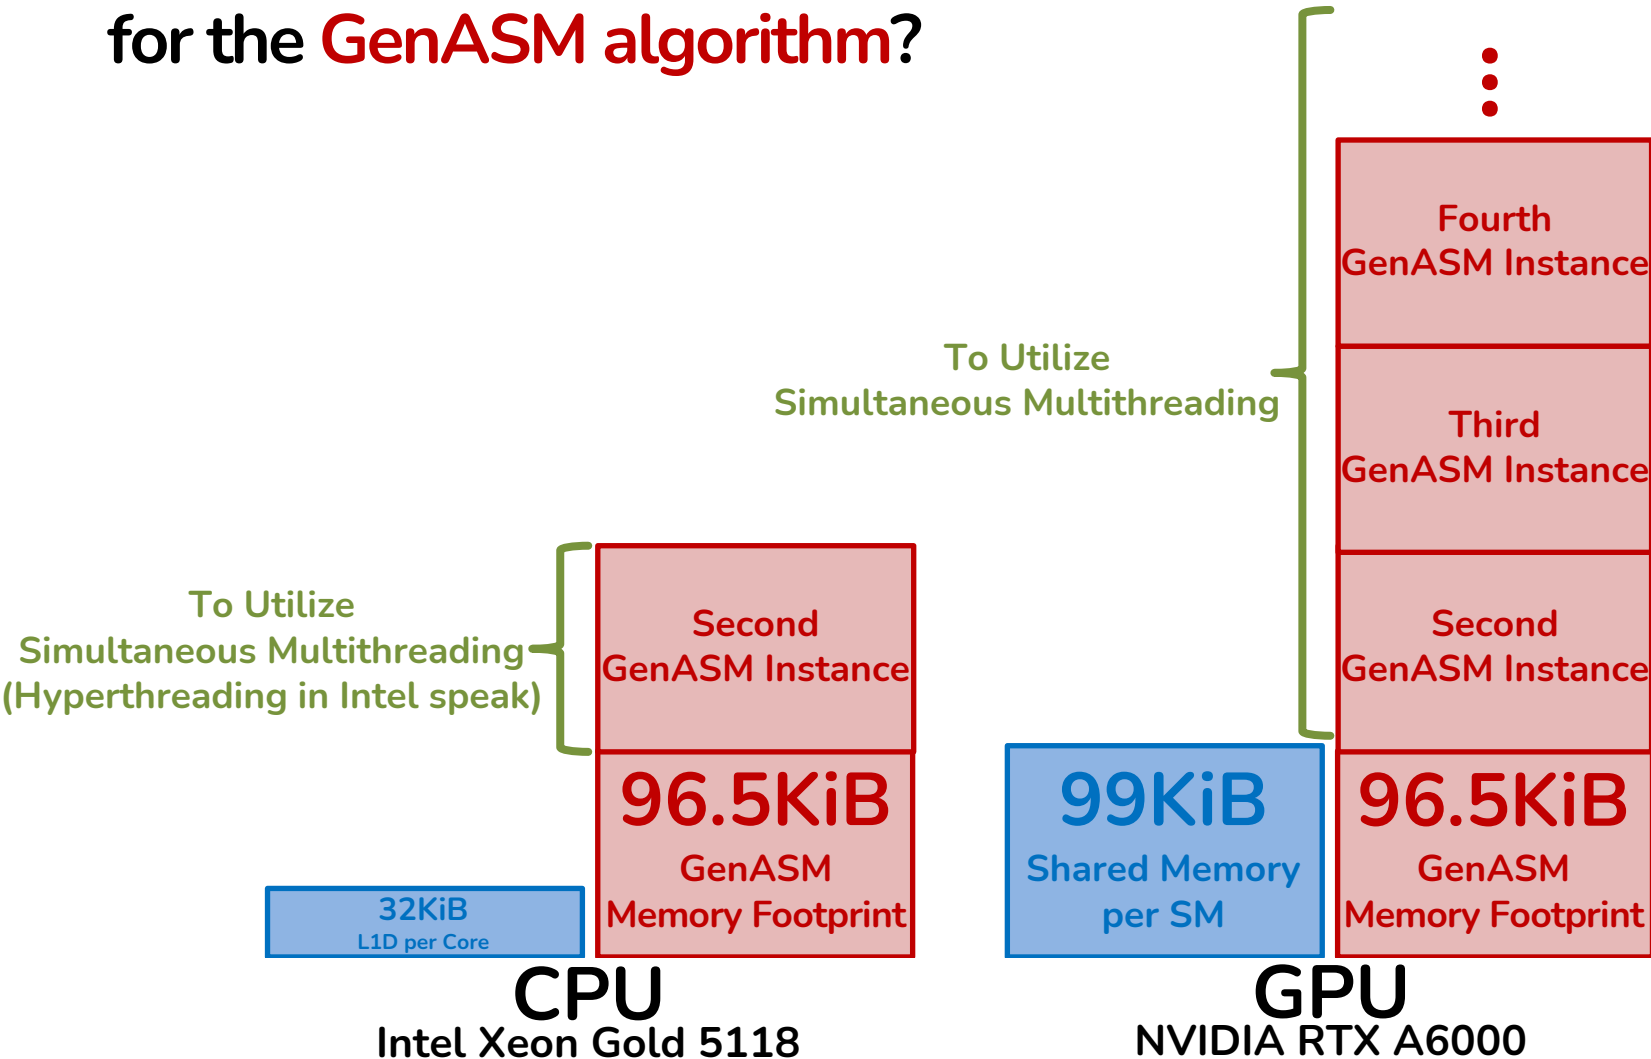 for the GenASM algorithm?
Fourth
GenASM Instance
To Utilize
Simultaneous Multithreading
Third
GenASM Instance
To Utilize
Simultaneous Multithreading
(Hyperthreading in Intel speak)
Second
GenASM Instance
Second
GenASM Instance
32KiB
L1D per Core
96.5KiB
GenASM
Memory Footprint
99KiB
Shared Memory
per SM
96.5KiB
GenASM
Memory Footprint
CPU
Intel Xeon Gold 5118
GPU
NVIDIA RTX A6000